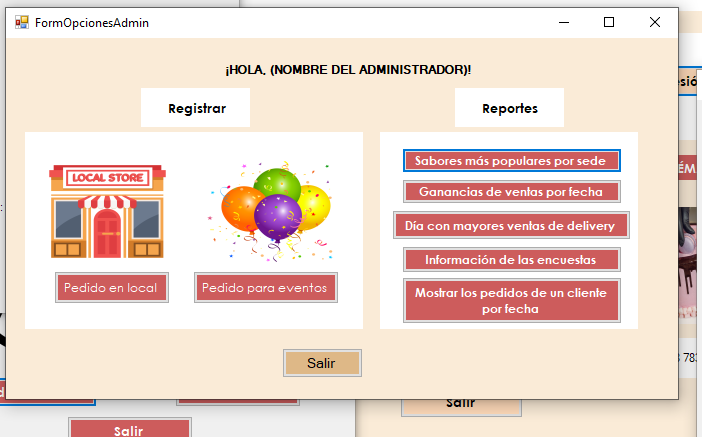 FormOpcionesAdmin
¡HOLA, (NOMBRE DEL ADMINISTRADOR)!
Registrar
Reportes
LOCAL STORE
Pedido en local
Pedido para eventos
Sabores más populares por sede
Ganancias de ventas por fecha
Día con mayores ventas de delivery
Información de las encuestas
Mostrar los pedidos de un cliente
por fecha
Salir
Salir
Salir
783